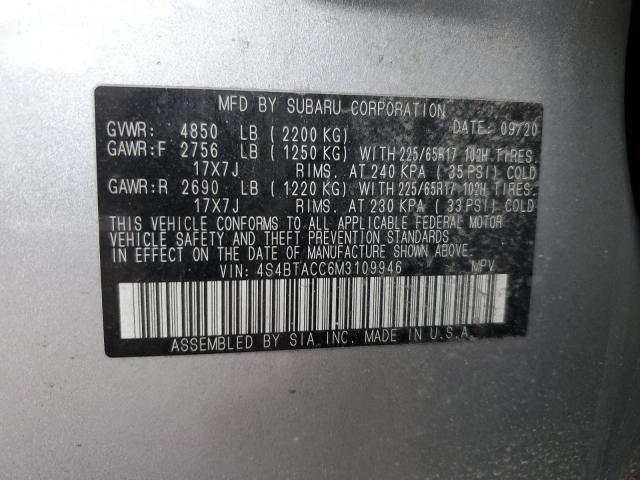 MFD BY SUBARU CORPORATION
GVWR: 4850 LB (2200 KG) DATE: 09/20
GAWR:F 2756 LB (1250 KG) WITH 225/65R17 102H TIRES.
17X7J RIMS. AT 240 KPA (35 PSI) COLD
GAWR:R 2690 LB (1220 KG) WITH 225/65R17 102H TIRES.
17X7J RIMS. AT 230 KPA (33 PSI) COLD
THIS VEHICLE CONFORMS TO ALL APPLICABLE FEDERAL MOTOR
VEHICLE SAFETY AND THEFT PREVENTION STANDARDS
IN EFFECT ON THE DATE OF MANUFACTURE SHOWN ABOVE.
VIN: 4S4BTACC6M3109946 MPV
ASSEMBLED BY SIA, INC. MADE IN U.S.A.